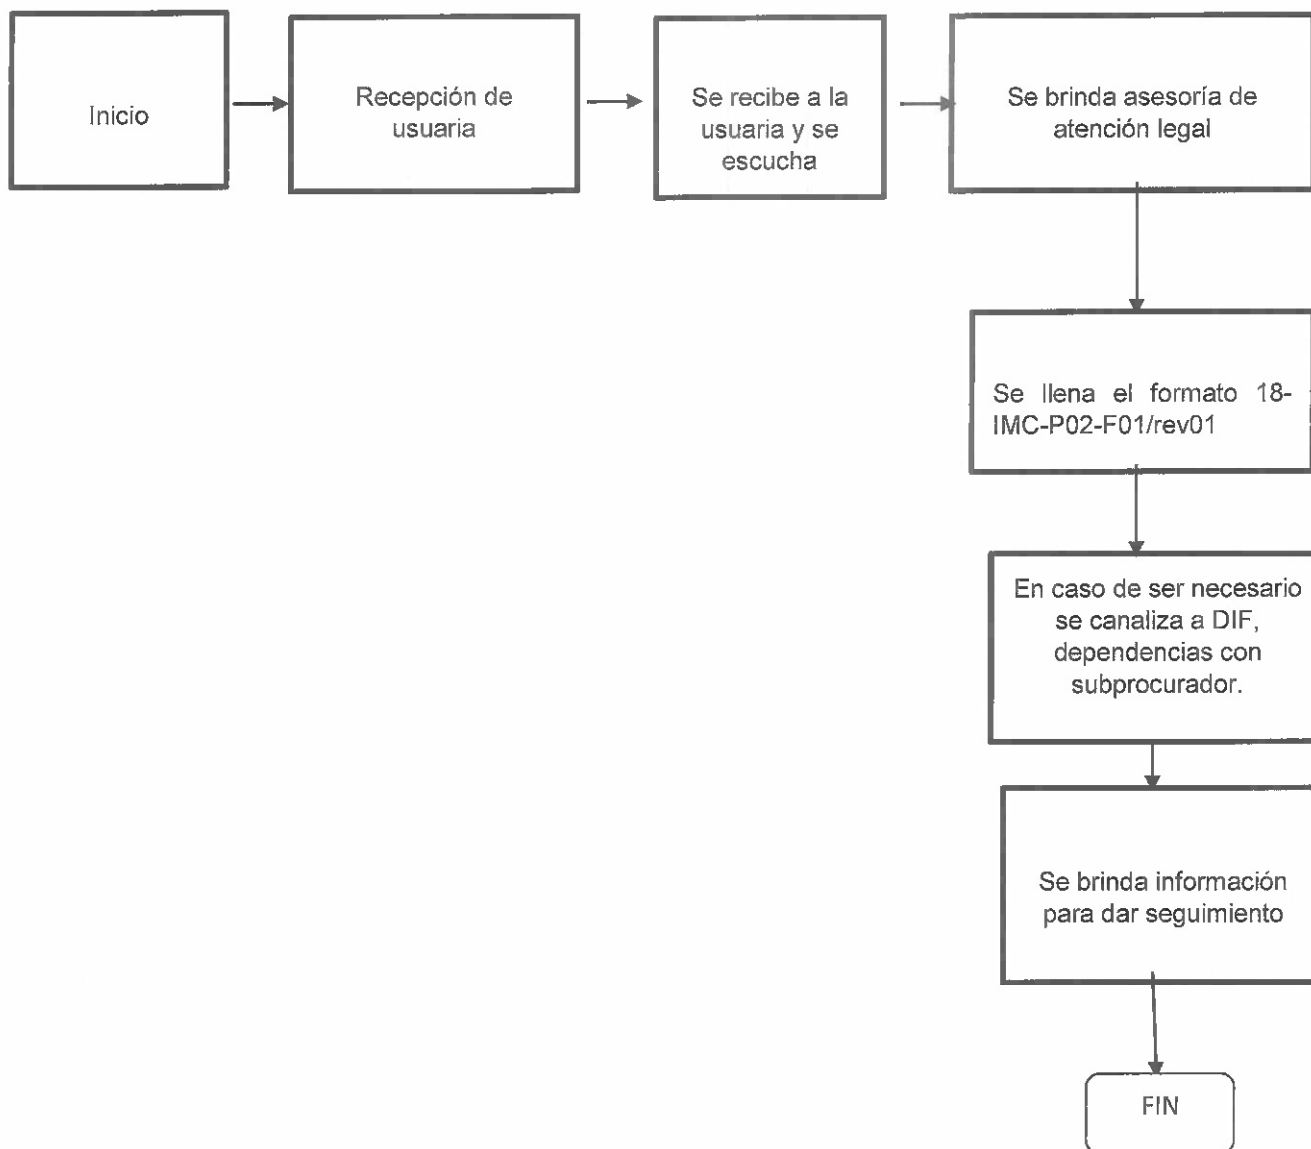 Inicio
Recepción de
usuaria
Se recibe a la
usuaria y se
escucha
Se brinda asesoría de
atención legal
Se llena el formato 18-
IMC-P02-F01/rev01
En caso de ser necesario
se canaliza a DIF,
dependencias con
subprocurador.
Se brinda información
para dar seguimiento
FIN